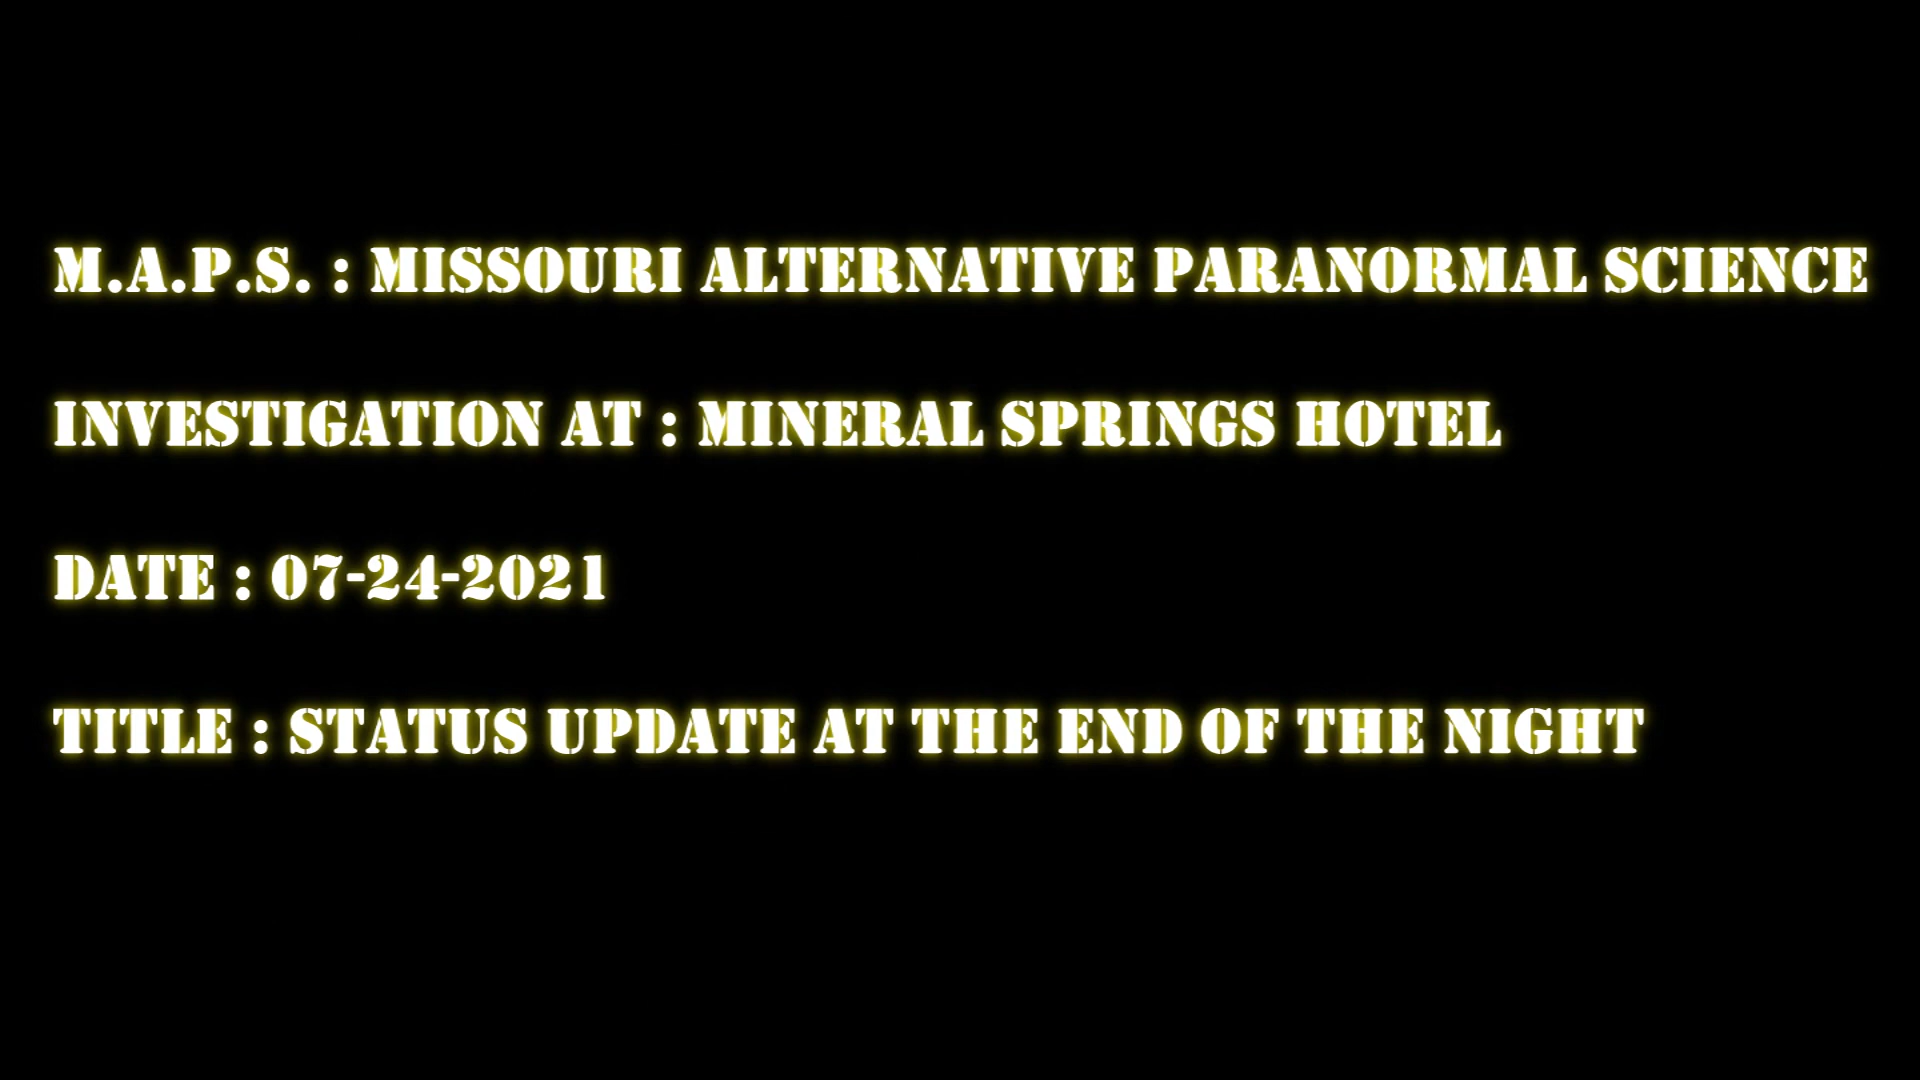 M.A.P.S. : MISSOURI ALTERNATIVE PARANORMAL SCIENCE
INVESTIGATION AT : MINERAL SPRINGS HOTEL
DATE : 07-24-2021
TITLE : STATUS UPDATE AT THE END OF THE NIGHT